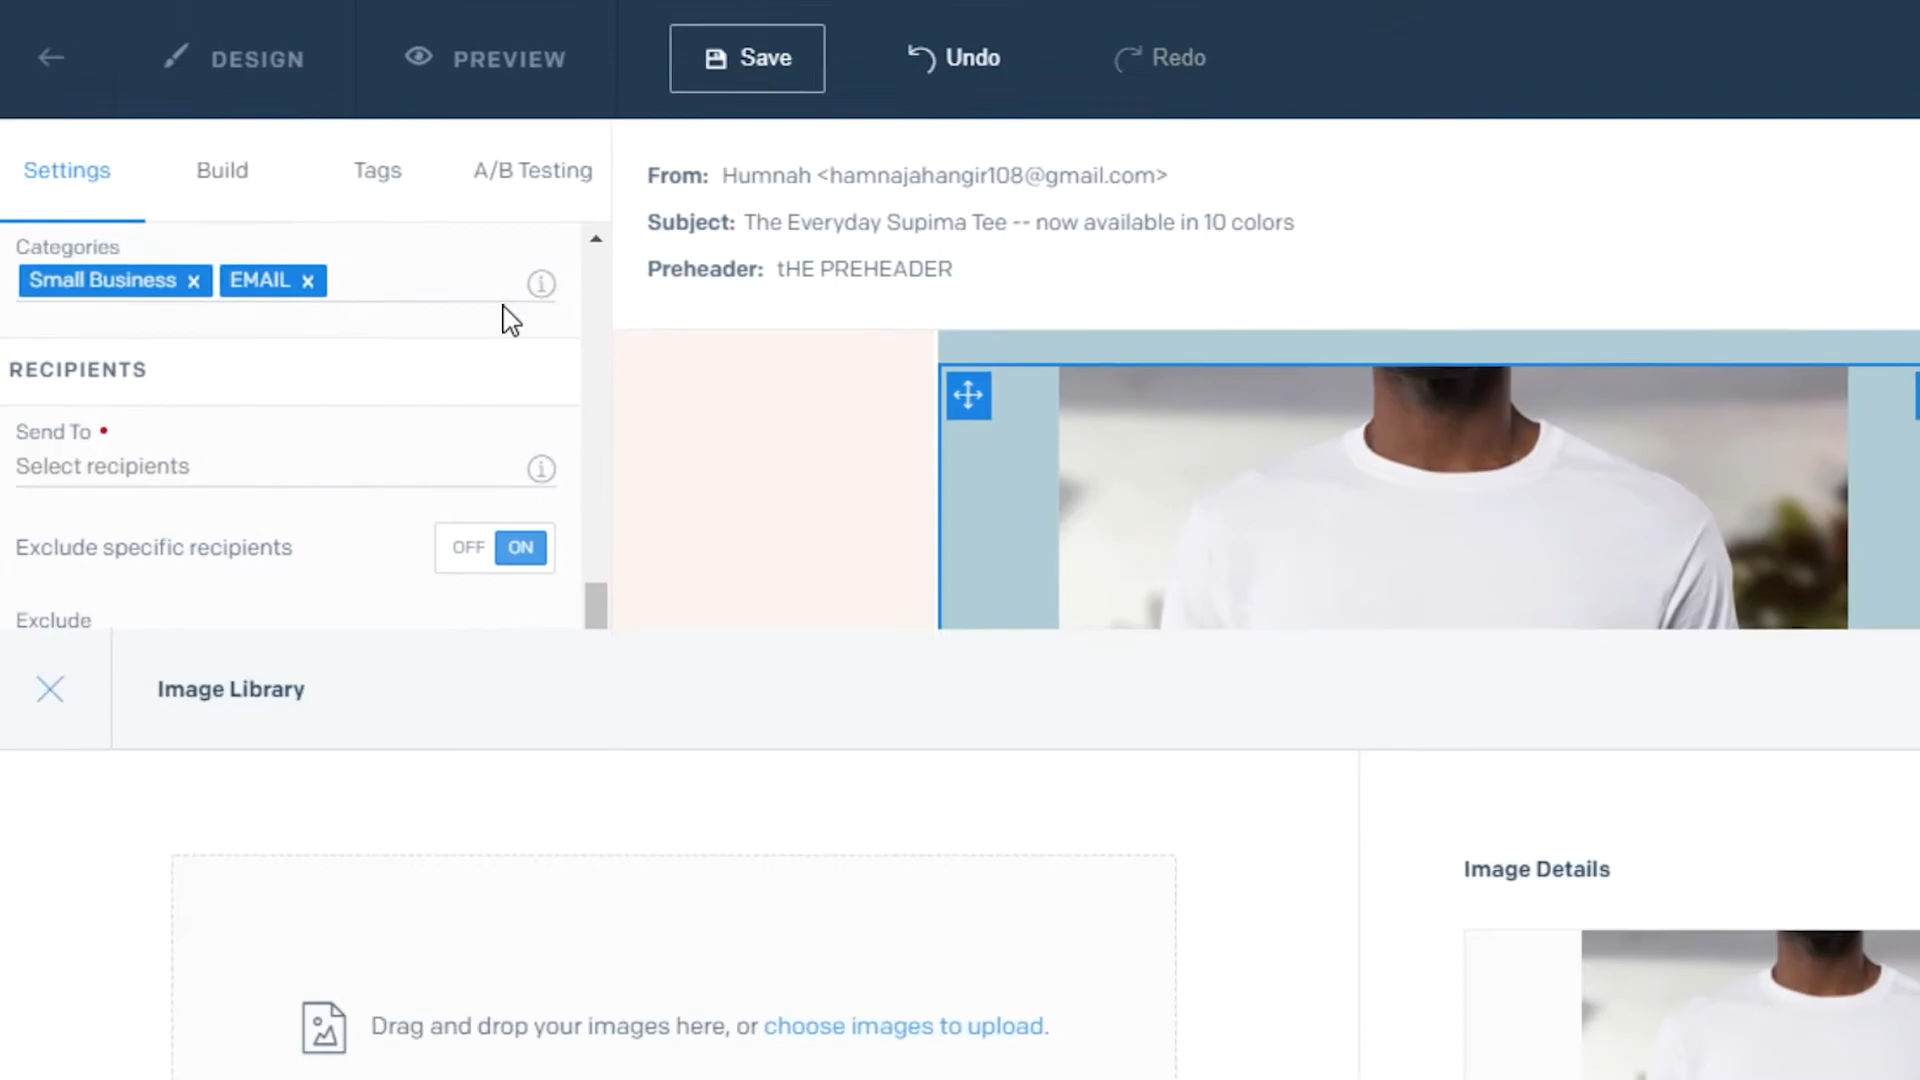 DESIGN
PREVIEW
Save
Undo
Redo
Settings
Build
Tags
A/B Testing
Categories
Small Business x
EMAIL x
RECIPIENTS
Send To
Select recipients
Exclude specific recipients
OFF ON
Exclude
From: Humnah <hamnajahangir108@gmail.com>
Subject: The Everyday Supima Tee -- now available in 10 colors
Preheader: tHE PREHEADER
Image Library
Drag and drop your images here, or choose images to upload.
Image Details